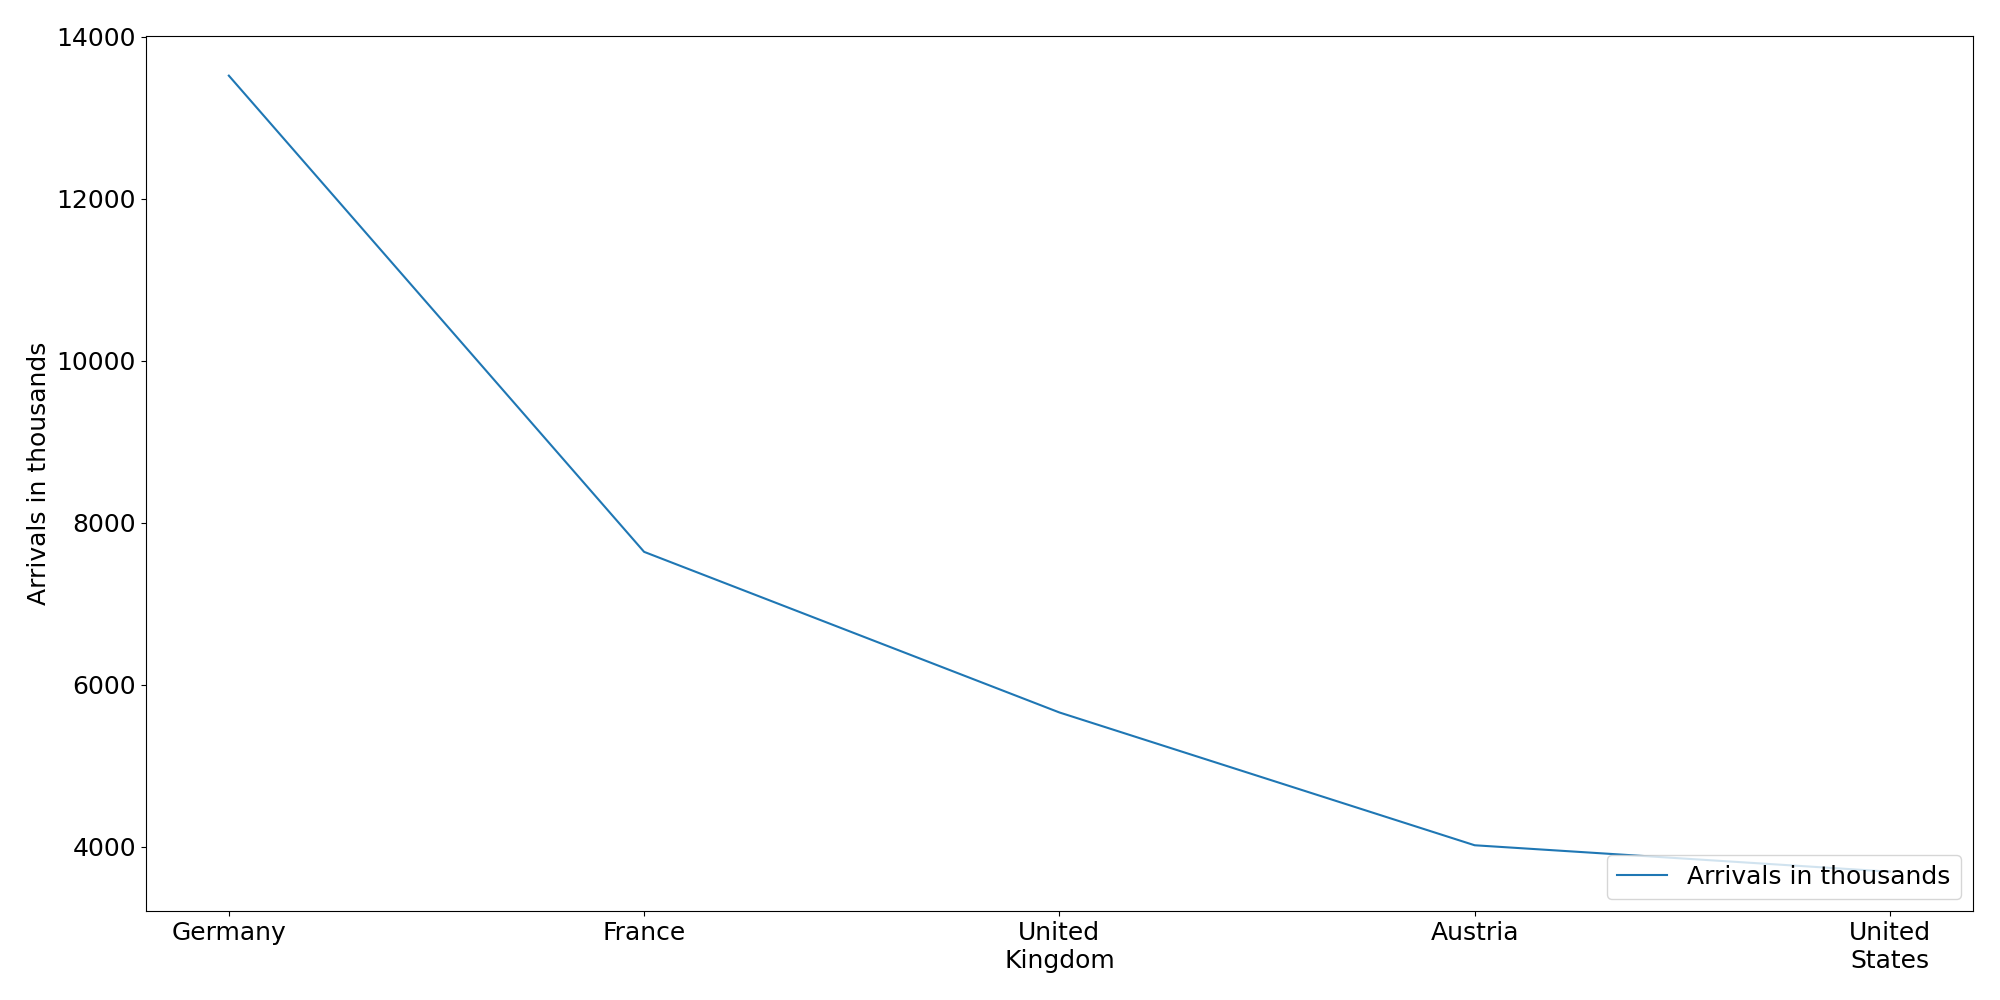 14000
12000
10000
8000
6000
4000
Arrivals in thousands
Arrivals in thousands
Germany
France
United
Kingdom
Austria
United
States